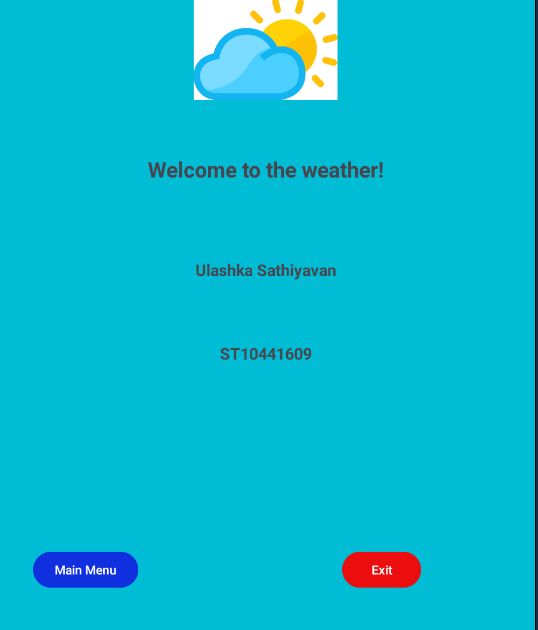 Welcome to the weather!
Ulashka Sathiyavan
ST10441609
Main Menu
Exit